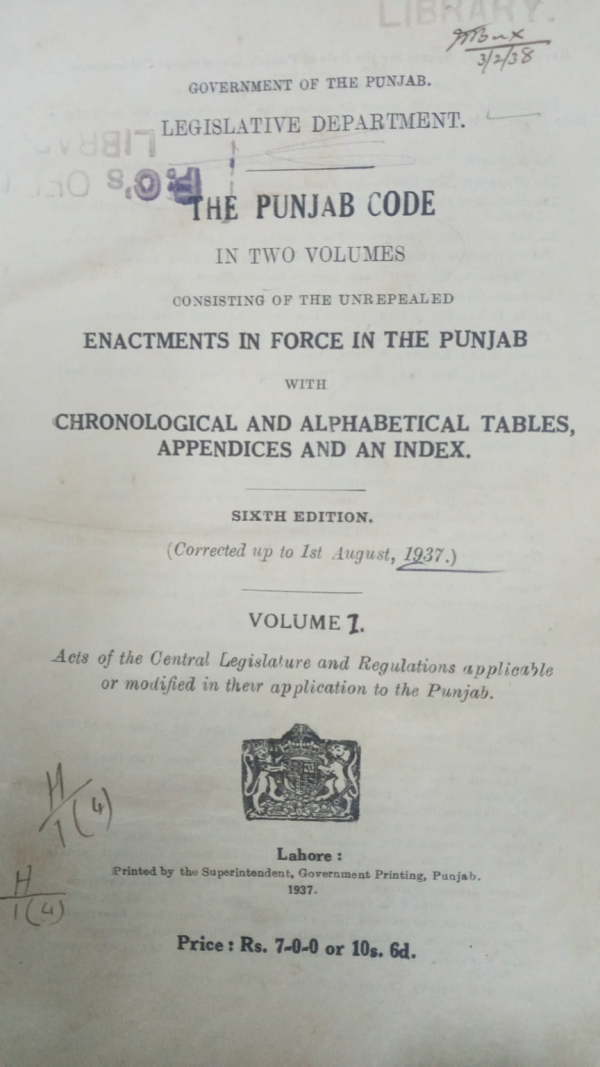 LIBRARY.
3/2/38
GOVERNMENT OF THE PUNJAB.
LEGISLATIVE DEPARTMENT.
THE PUNJAB CODE
IN TWO VOLUMES
CONSISTING OF THE UNREPEALED
ENACTMENTS IN FORCE IN THE PUNJAB
WITH
CHRONOLOGICAL AND ALPHABETICAL TABLES,
APPENDICES AND AN INDEX.
SIXTH EDITION.
(Corrected up to 1st August, 1937.)
VOLUME I.
Acts of the Central Legislature and Regulations applicable
or modified in their application to the Punjab.
H
1(4)
Lahore :
Printed by the Superintendent, Government Printing, Punjab.
1937.
H
1(4)
Price : Rs. 7-0-0 or 10s. 6d.